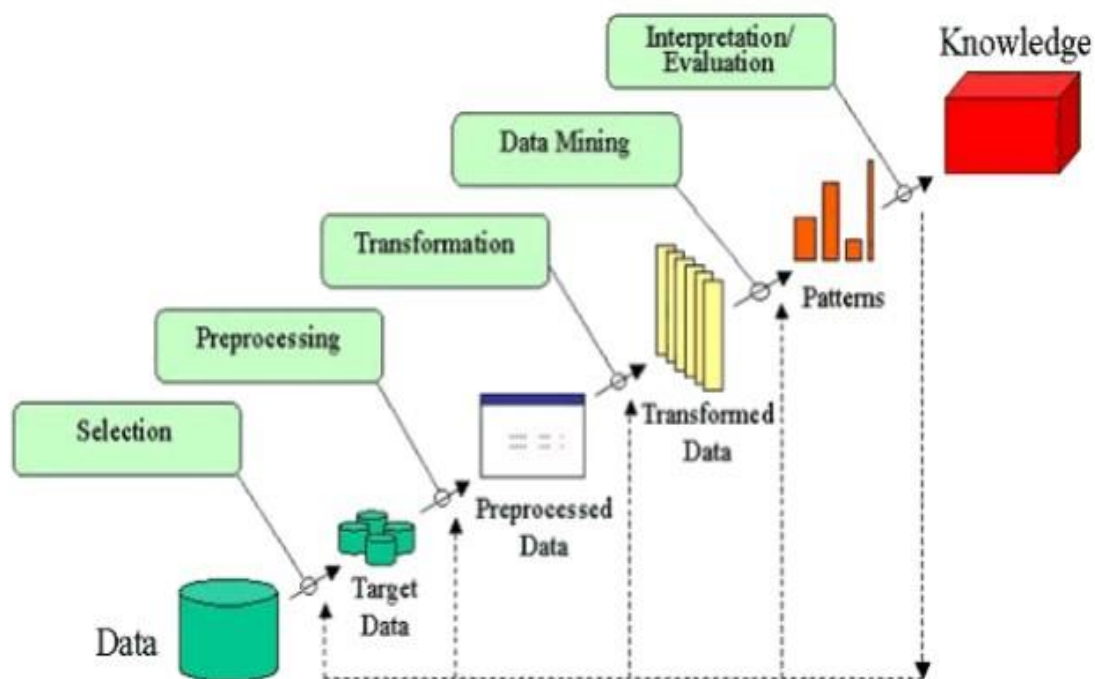 Interpretation/
Evaluation
Knowledge
Data Mining
Transformation
Patterns
Preprocessing
Transformed
Data
Selection
Preprocessed
Data
Target
Data
Data